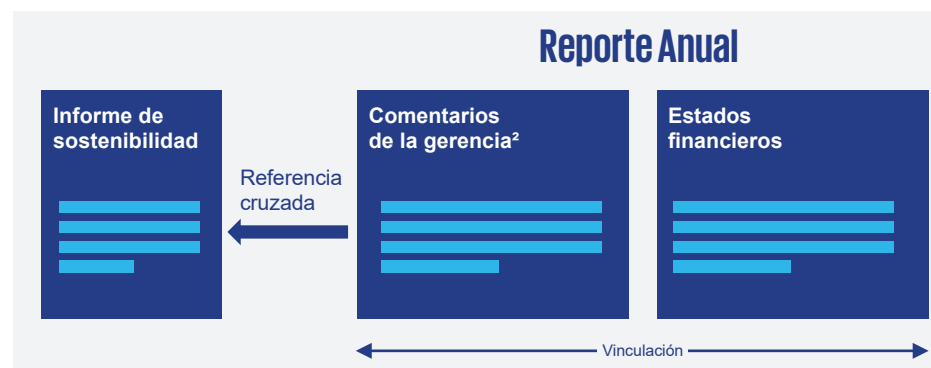 Reporte Anual
Informe de
sostenibilidad
Referencia
cruzada
Comentarios
de la gerencia²
Estados
financieros
Vinculación